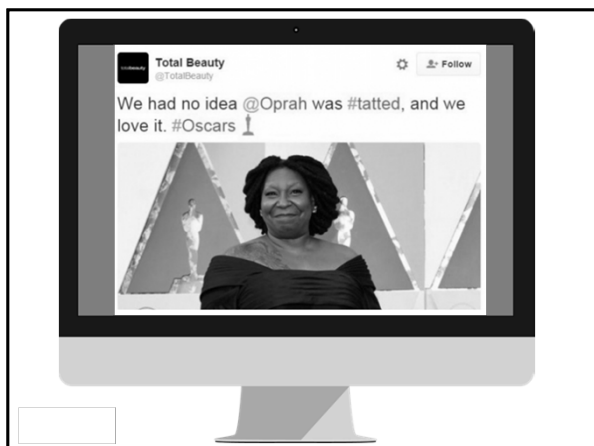 Total Beauty
@TotalBeauty
Follow
We had no idea @Oprah was #tatted, and we
love it. #Oscars